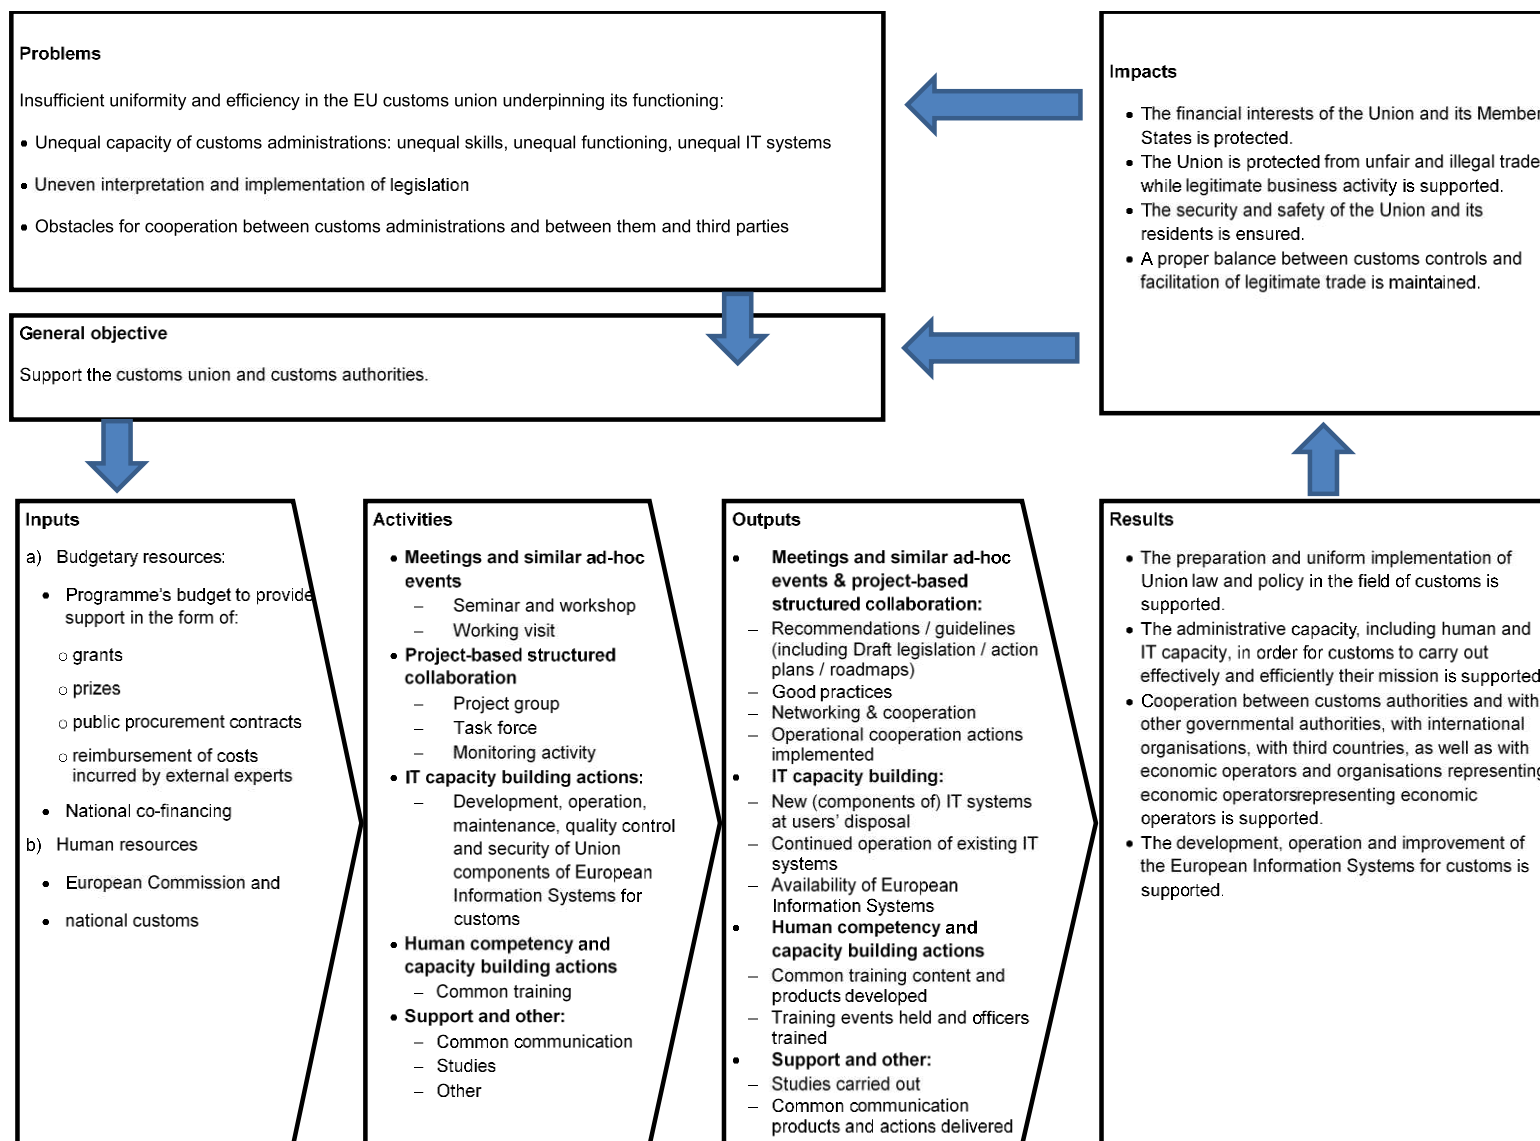 Problems
Insufficient uniformity and efficiency in the EU customs union underpinning its functioning:
• Unequal capacity of customs administrations: unequal skills, unequal functioning, unequal IT systems
• Uneven interpretation and implementation of legislation
• Obstacles for cooperation between customs administrations and between them and third parties
General objective
Support the customs union and customs authorities.
Impacts
• The financial interests of the Union and its Member
States is protected.
• The Union is protected from unfair and illegal trade
while legitimate business activity is supported.
• The security and safety of the Union and its
residents is ensured.
• A proper balance between customs controls and
facilitation of legitimate trade is maintained.
Inputs
a) Budgetary resources:
• Programme's budget to provide
support in the form of:
o grants
o prizes
o public procurement contracts
o reimbursement of costs
incurred by external experts
• National co-financing
b) Human resources
• European Commission and
• national customs
Activities
• Meetings and similar ad-hoc
events
– Seminar and workshop
– Working visit
• Project-based structured
collaboration
– Project group
– Task force
– Monitoring activity
• IT capacity building actions:
– Development, operation,
maintenance, quality control
and security of Union
components of European
Information Systems for
customs
• Human competency and
capacity building actions
– Common training
• Support and other:
– Common communication
– Studies
– Other
Outputs
• Meetings and similar ad-hoc
events & project-based
structured collaboration:
– Recommendations / guidelines
(including Draft legislation / action
plans / roadmaps)
– Good practices
– Networking & cooperation
– Operational cooperation actions
implemented
• IT capacity building:
– New (components of) IT systems
at users’ disposal
– Continued operation of existing IT
systems
– Availability of European
Information Systems
• Human competency and
capacity building actions
– Common training content and
products developed
– Training events held and officers
trained
• Support and other:
– Studies carried out
– Common communication
products and actions delivered
Results
• The preparation and uniform implementation of
Union law and policy in the field of customs is
supported.
• The administrative capacity, including human and
IT capacity, in order for customs to carry out
effectively and efficiently their mission is supported
• Cooperation between customs authorities and with
other governmental authorities, with international
organisations, with third countries, as well as with
economic operators and organisations representing
economic operatorsrepresenting economic
operators is supported.
• The development, operation and improvement of
the European Information Systems for customs is
supported.